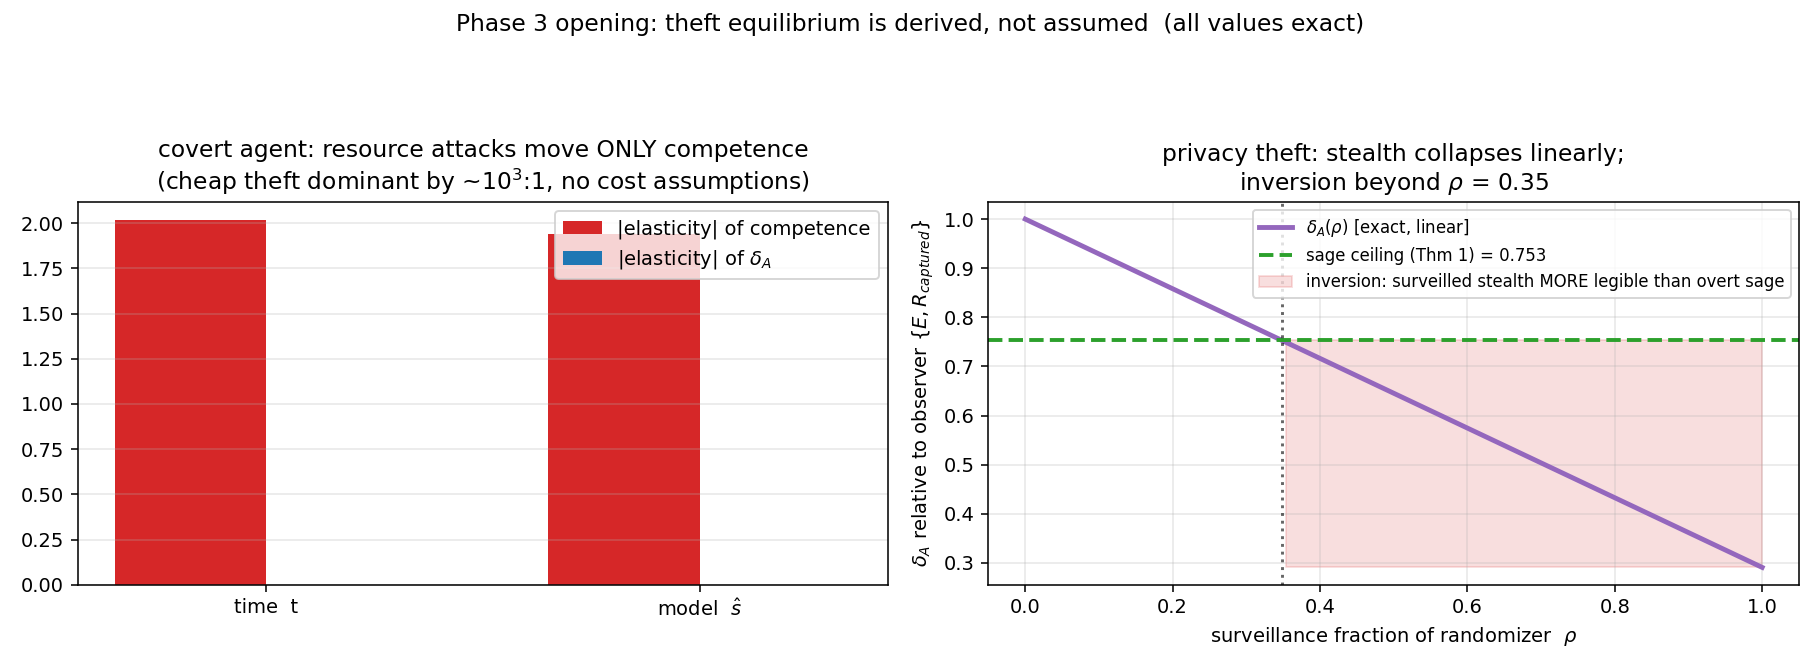 Phase 3 opening: theft equilibrium is derived, not assumed  (all values exact)
covert agent: resource attacks move ONLY competence
(cheap theft dominant by ~10³:1, no cost assumptions)
|elasticity| of competence
|elasticity| of δ_A
2.00
1.75
1.50
1.25
1.00
0.75
0.50
0.25
0.00
time  t
model  ŝ
privacy theft: stealth collapses linearly;
inversion beyond ρ = 0.35
δ_A(ρ) [exact, linear]
sage ceiling (Thm 1) = 0.753
inversion: surveilled stealth MORE legible than overt sage
δ_A relative to observer {E, R_captured}
1.0
0.9
0.8
0.7
0.6
0.5
0.4
0.3
0.0
0.2
0.4
0.6
0.8
1.0
surveillance fraction of randomizer  ρ